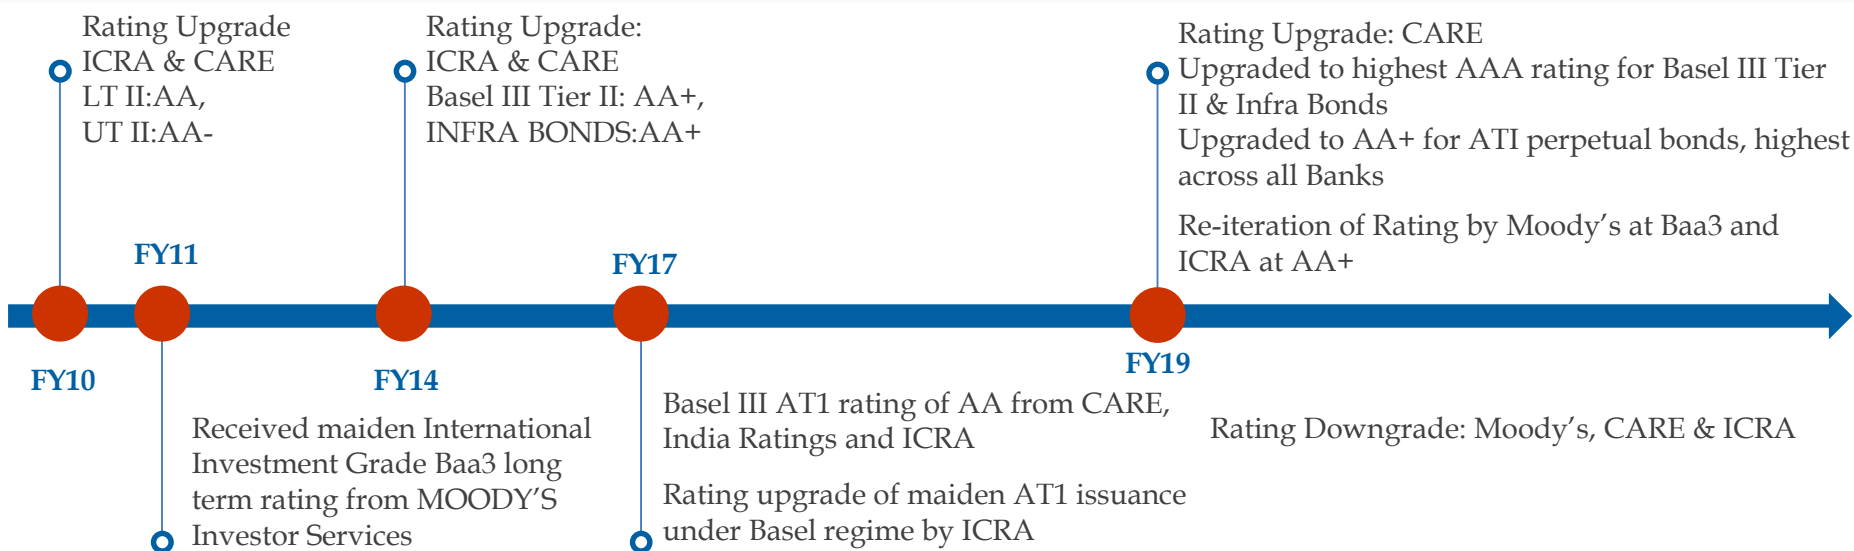 Rating Upgrade
ICRA & CARE
LT II:AA,
UT II:AA-
Rating Upgrade:
ICRA & CARE
Basel III Tier II: AA+,
INFRA BONDS:AA+
Rating Upgrade: CARE
Upgraded to highest AAA rating for Basel III Tier
II & Infra Bonds
Upgraded to AA+ for ATI perpetual bonds, highest
across all Banks
Re-iteration of Rating by Moody’s at Baa3 and
ICRA at AA+
FY11
FY17
FY10
FY14
FY19
Received maiden International
Investment Grade Baa3 long
term rating from MOODY’S
Investor Services
Basel III AT1 rating of AA from CARE,
India Ratings and ICRA
Rating upgrade of maiden AT1 issuance
under Basel regime by ICRA
Rating Downgrade: Moody’s, CARE & ICRA